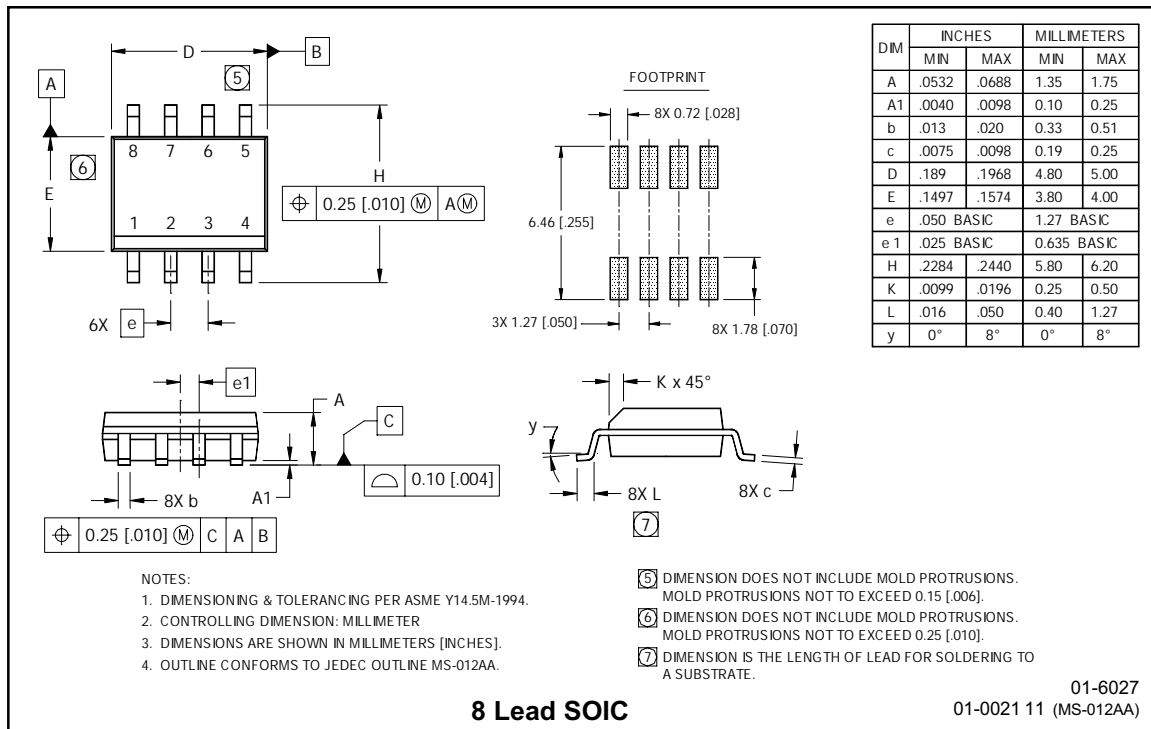 D
B
5
A
8 7 6 5
6
E
H
⌖ 0.25 [.010] Ⓜ AⓂ
1 2 3 4
6X e
FOOTPRINT
8X 0.72 [.028]
6.46 [.255]
3X 1.27 [.050]
8X 1.78 [.070]
DIM INCHES MILLIMETERS
MIN MAX MIN MAX
A .0532 .0688 1.35 1.75
A1 .0040 .0098 0.10 0.25
b .013 .020 0.33 0.51
c .0075 .0098 0.19 0.25
D .189 .1968 4.80 5.00
E .1497 .1574 3.80 4.00
e .050 BASIC 1.27 BASIC
e 1 .025 BASIC 0.635 BASIC
H .2284 .2440 5.80 6.20
K .0099 .0196 0.25 0.50
L .016 .050 0.40 1.27
y 0° 8° 0° 8°
e1
A
C
0.10 [.004]
A1
8X b
⌖ 0.25 [.010] Ⓜ C A B
K x 45°
y
8X L
7
8X c
NOTES:
1. DIMENSIONING & TOLERANCING PER ASME Y14.5M-1994.
2. CONTROLLING DIMENSION: MILLIMETER
3. DIMENSIONS ARE SHOWN IN MILLIMETERS [INCHES].
4. OUTLINE CONFORMS TO JEDEC OUTLINE MS-012AA.
5 DIMENSION DOES NOT INCLUDE MOLD PROTRUSIONS.
MOLD PROTRUSIONS NOT TO EXCEED 0.15 [.006].
6 DIMENSION DOES NOT INCLUDE MOLD PROTRUSIONS.
MOLD PROTRUSIONS NOT TO EXCEED 0.25 [.010].
7 DIMENSION IS THE LENGTH OF LEAD FOR SOLDERING TO
A SUBSTRATE.
8 Lead SOIC
01-6027
01-0021 11 (MS-012AA)